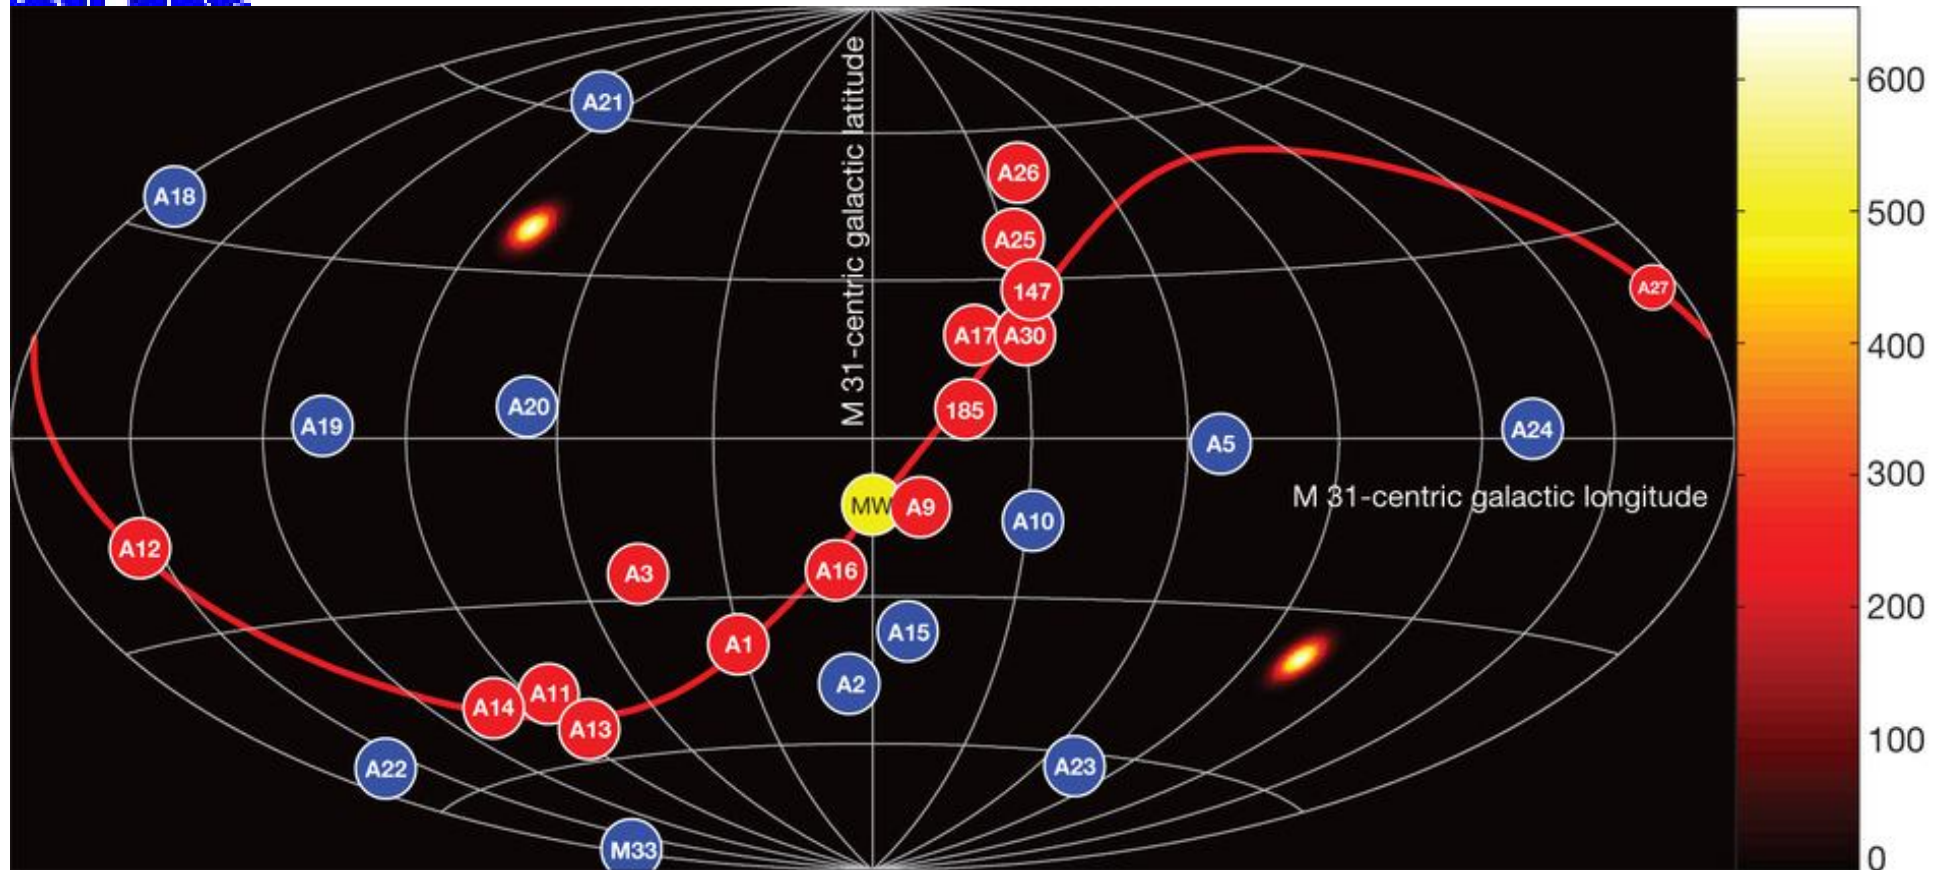 M 31-centric galactic latitude
A21
A18
A26
A25
147
A27
A17
A30
185
A20
A19
A5
A24
M 31-centric galactic longitude
MW
A9
A10
A12
A3
A16
A15
A1
A2
A14
A11
A13
A22
A23
M33
600
500
400
300
200
100
0